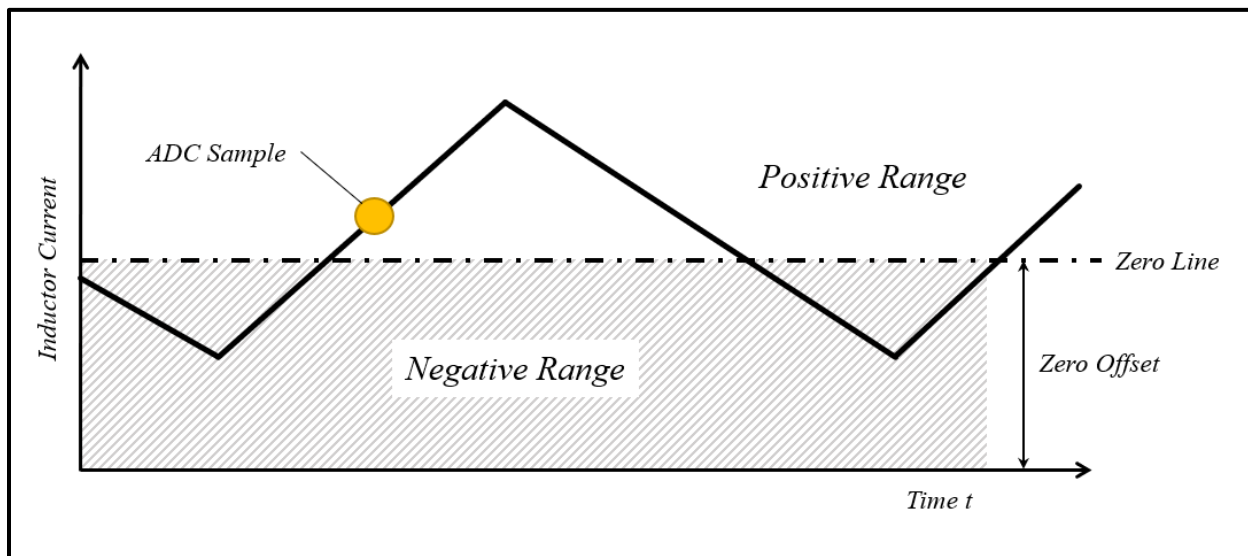 ADC Sample
Positive Range
Inductor Current
Zero Line
Negative Range
Zero Offset
Time t